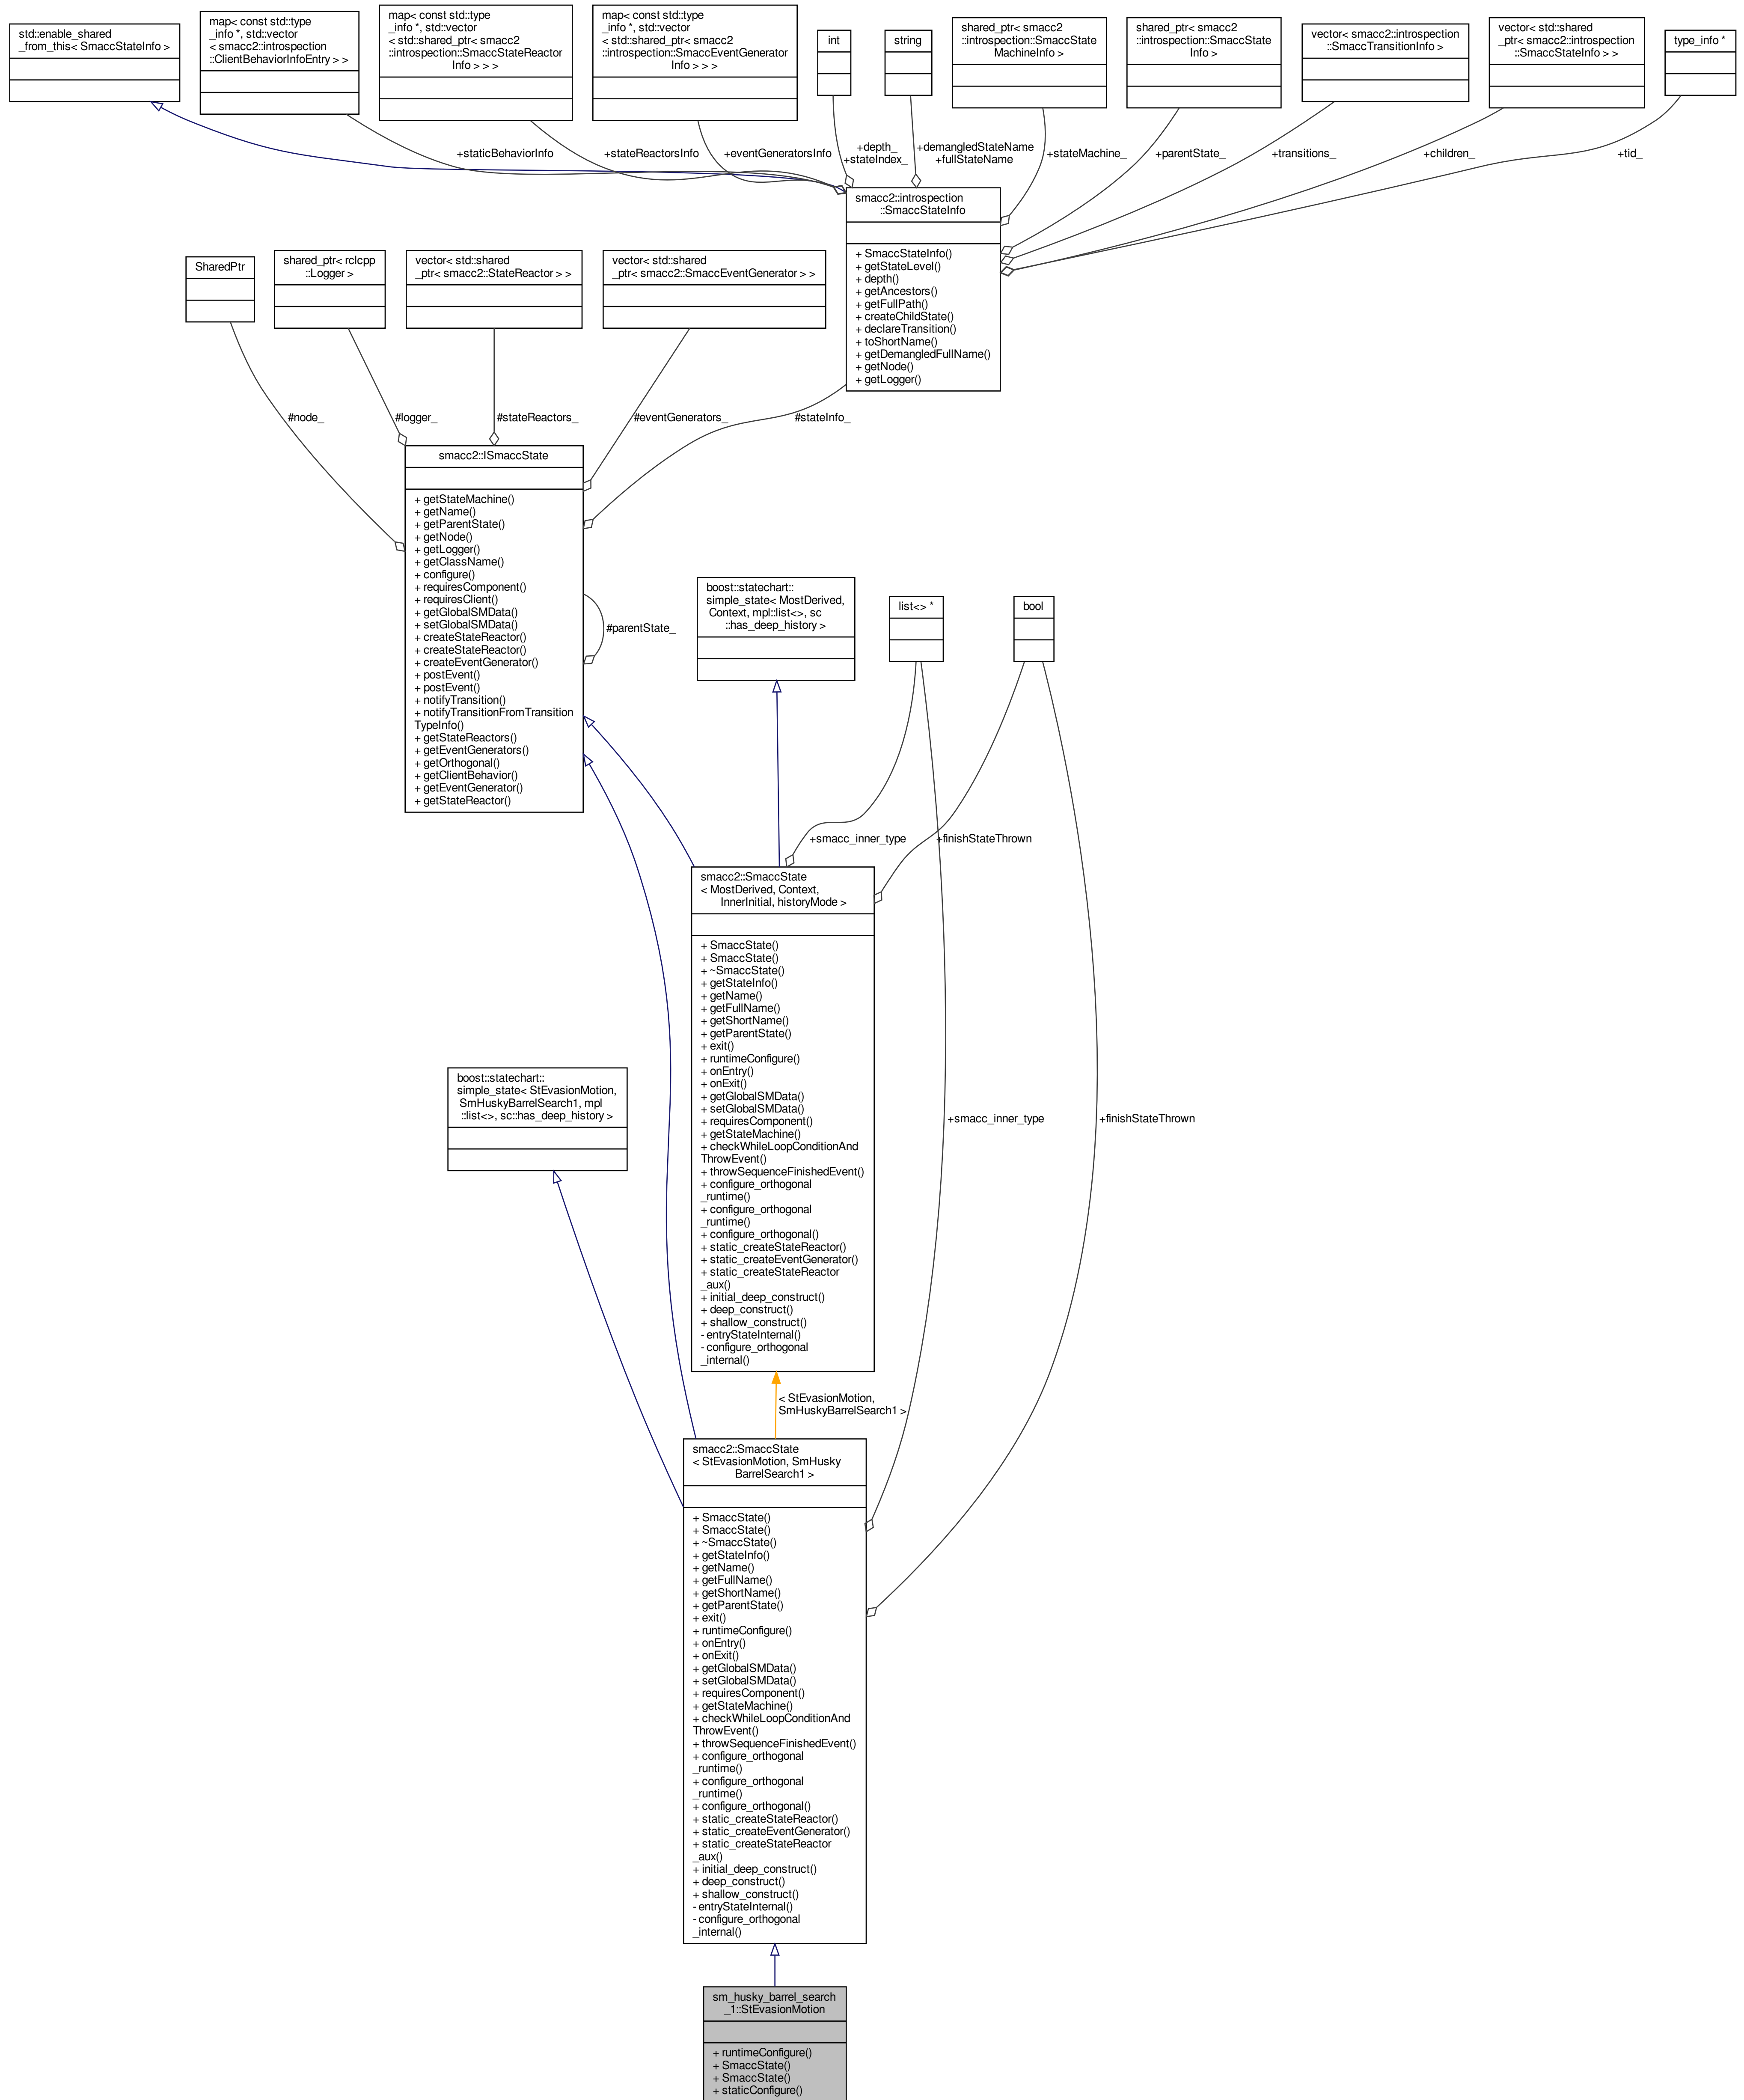 std::enable_shared
_from_this< SmaccStateInfo >
map< const std::type
_info *, std::vector
< smacc2::introspection
::ClientBehaviorInfoEntry > >
map< const std::type
_info *, std::vector
< std::shared_ptr< smacc2
::introspection::SmaccStateReactor
Info > > >
map< const std::type
_info *, std::vector
< std::shared_ptr< smacc2
::introspection::SmaccEventGenerator
Info > > >
int
string
shared_ptr< smacc2
::introspection::SmaccState
MachineInfo >
shared_ptr< smacc2
::introspection::SmaccState
Info >
vector< smacc2::introspection
::SmaccTransitionInfo >
vector< std::shared
_ptr< smacc2::introspection
::SmaccStateInfo > >
type_info *
+staticBehaviorInfo
+stateReactorsInfo
+eventGeneratorsInfo
+depth_
+stateIndex_
+demangledStateName
+fullStateName
+stateMachine_
+parentState_
+transitions_
+children_
+tid_
smacc2::introspection
::SmaccStateInfo
+ SmaccStateInfo()
+ getStateLevel()
+ depth()
+ getAncestors()
+ getFullPath()
+ createChildState()
+ declareTransition()
+ toShortName()
+ getDemangledFullName()
+ getNode()
+ getLogger()
SharedPtr
shared_ptr< rclcpp
::Logger >
vector< std::shared
_ptr< smacc2::StateReactor > >
vector< std::shared
_ptr< smacc2::SmaccEventGenerator > >
#node_
#logger_
#stateReactors_
#eventGenerators_
#stateInfo_
smacc2::ISmaccState
+ getStateMachine()
+ getName()
+ getParentState()
+ getNode()
+ getLogger()
+ getClassName()
+ configure()
+ requiresComponent()
+ requiresClient()
+ getGlobalSMData()
+ setGlobalSMData()
+ createStateReactor()
+ createStateReactor()
+ createEventGenerator()
+ postEvent()
+ postEvent()
+ notifyTransition()
+ notifyTransitionFromTransition
TypeInfo()
+ getStateReactors()
+ getEventGenerators()
+ getOrthogonal()
+ getClientBehavior()
+ getEventGenerator()
+ getStateReactor()
#parentState_
boost::statechart::
simple_state< MostDerived,
Context, mpl::list<>, sc
::has_deep_history >
list<> *
bool
+smacc_inner_type
+finishStateThrown
smacc2::SmaccState
< MostDerived, Context,
InnerInitial, historyMode >
+ SmaccState()
+ SmaccState()
+ ~SmaccState()
+ getStateInfo()
+ getName()
+ getFullName()
+ getShortName()
+ getParentState()
+ exit()
+ runtimeConfigure()
+ onEntry()
+ onExit()
+ getGlobalSMData()
+ setGlobalSMData()
+ requiresComponent()
+ getStateMachine()
+ checkWhileLoopConditionAnd
ThrowEvent()
+ throwSequenceFinishedEvent()
+ configure_orthogonal
_runtime()
+ configure_orthogonal
_runtime()
+ configure_orthogonal()
+ static_createStateReactor()
+ static_createEventGenerator()
+ static_createStateReactor
_aux()
+ initial_deep_construct()
+ deep_construct()
+ shallow_construct()
- entryStateInternal()
- configure_orthogonal
_internal()
boost::statechart::
simple_state< StEvasionMotion,
SmHuskyBarrelSearch1, mpl
::list<>, sc::has_deep_history >
+smacc_inner_type
+finishStateThrown
< StEvasionMotion,
SmHuskyBarrelSearch1 >
smacc2::SmaccState
< StEvasionMotion, SmHusky
BarrelSearch1 >
+ SmaccState()
+ SmaccState()
+ ~SmaccState()
+ getStateInfo()
+ getName()
+ getFullName()
+ getShortName()
+ getParentState()
+ exit()
+ runtimeConfigure()
+ onEntry()
+ onExit()
+ getGlobalSMData()
+ setGlobalSMData()
+ requiresComponent()
+ getStateMachine()
+ checkWhileLoopConditionAnd
ThrowEvent()
+ throwSequenceFinishedEvent()
+ configure_orthogonal
_runtime()
+ configure_orthogonal
_runtime()
+ configure_orthogonal()
+ static_createStateReactor()
+ static_createEventGenerator()
+ static_createStateReactor
_aux()
+ initial_deep_construct()
+ deep_construct()
+ shallow_construct()
- entryStateInternal()
- configure_orthogonal
_internal()
sm_husky_barrel_search
_1::StEvasionMotion
+ runtimeConfigure()
+ SmaccState()
+ SmaccState()
+ staticConfigure()